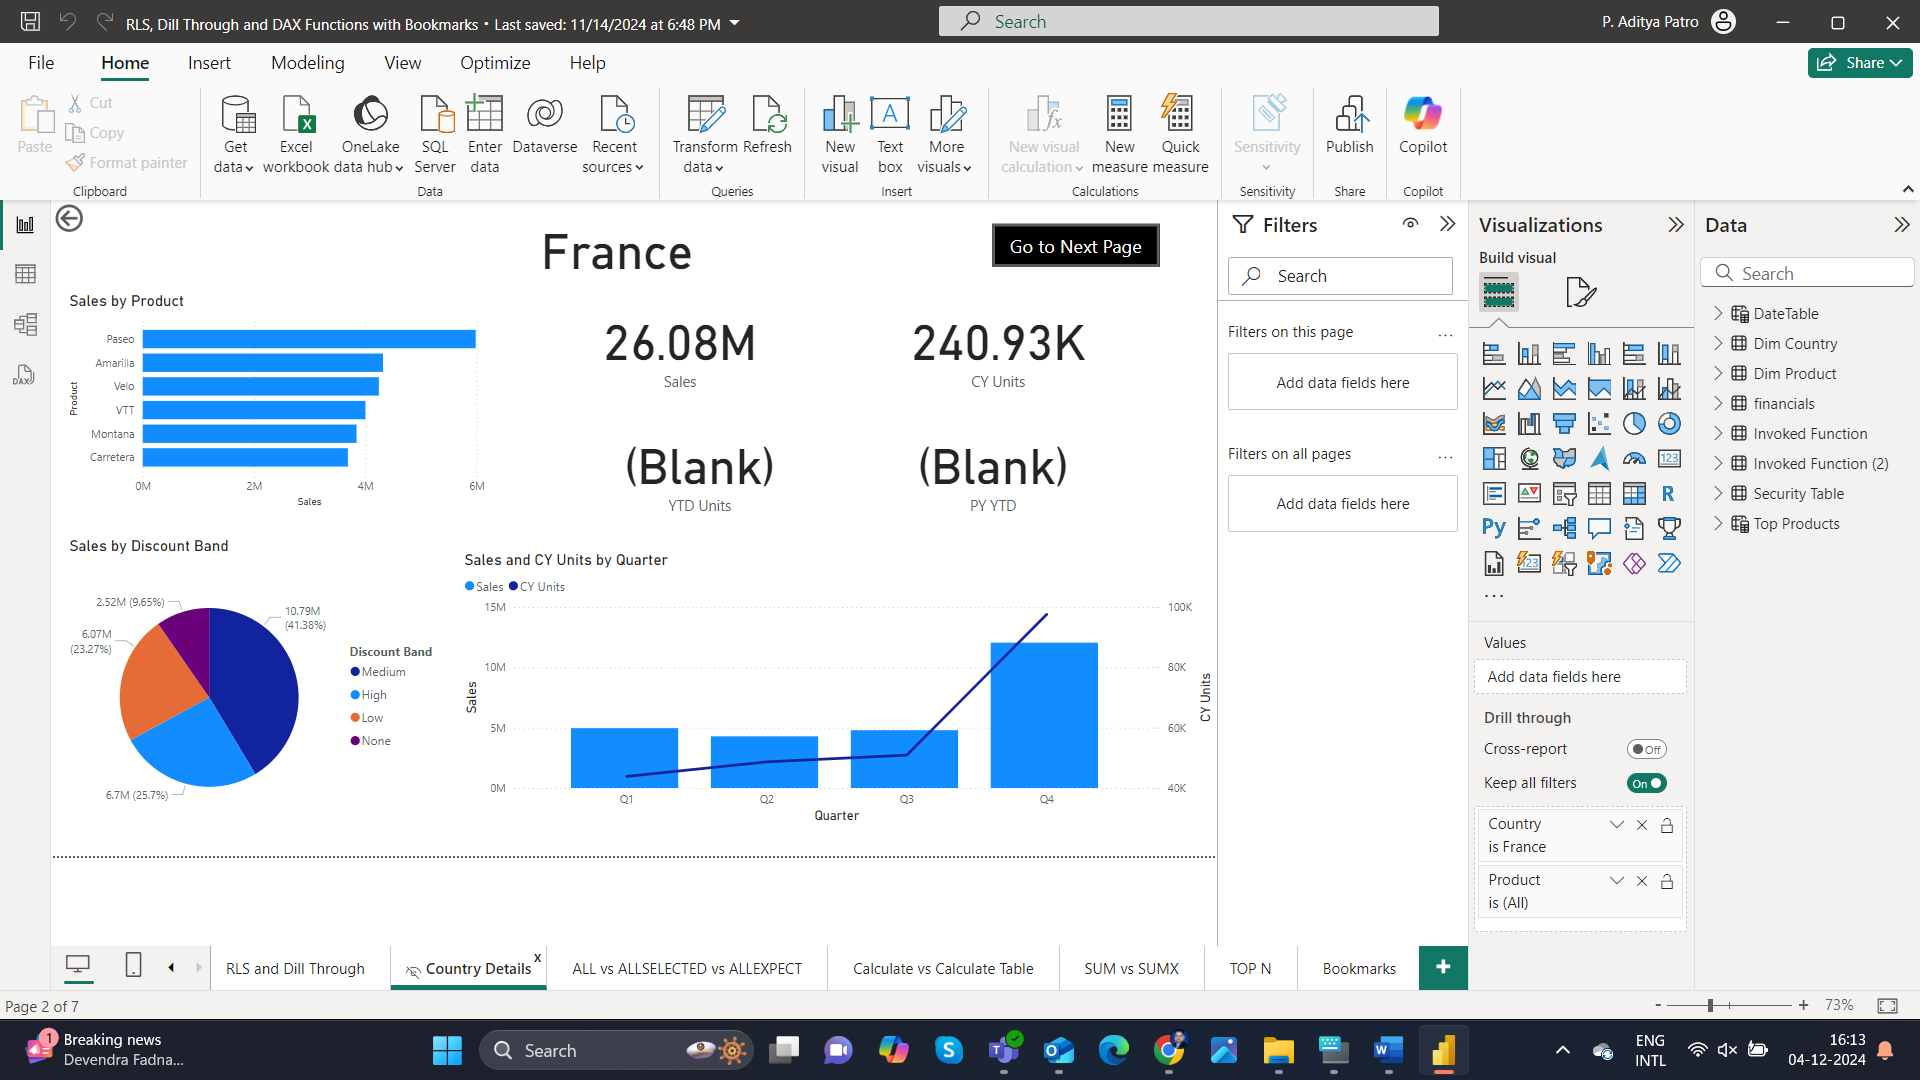 RLS, Dill Through and DAX Functions with Bookmarks • Last saved: 11/14/2024 at 6:48 PM
Search
P. Aditya Patro
File
Home
Insert
Modeling
View
Optimize
Help
Share
Paste
Cut
Copy
Format painter
Clipboard
Get data
Excel workbook
OneLake data hub
SQL Server
Enter data
Dataverse
Recent sources
Data
Transform data
Refresh
Queries
New visual
Text box
More visuals
Insert
New visual calculation
New measure
Quick measure
Calculations
Sensitivity
Sensitivity
Publish
Share
Copilot
Copilot
France
Go to Next Page
Sales by Product
Product
Paseo
Amarilla
Velo
VTT
Montana
Carretera
0M
2M
4M
6M
Sales
26.08M
Sales
240.93K
CY Units
(Blank)
YTD Units
(Blank)
PY YTD
Sales by Discount Band
2.52M (9.65%)
10.79M
(41.38%)
6.07M
(23.27%)
6.7M (25.7%)
Discount Band
Medium
High
Low
None
Sales and CY Units by Quarter
Sales
CY Units
15M
10M
5M
0M
Sales
100K
80K
60K
40K
CY Units
Q1
Q2
Q3
Q4
Quarter
Filters
Search
Filters on this page
Add data fields here
Filters on all pages
Add data fields here
Visualizations
Build visual
123
R
Py
123
Values
Add data fields here
Drill through
Cross-report
Off
Keep all filters
On
Country
is France
Product
is (All)
Data
Search
DateTable
Dim Country
Dim Product
financials
Invoked Function
Invoked Function (2)
Security Table
Top Products
DAX
RLS and Dill Through
Country Details
x
ALL vs ALLSELECTED vs ALLEXPECT
Calculate vs Calculate Table
SUM vs SUMX
TOP N
Bookmarks
+
Page 2 of 7
- + 73%
1
Breaking news
Devendra Fadna...
Search
ENG
INTL
16:13
04-12-2024